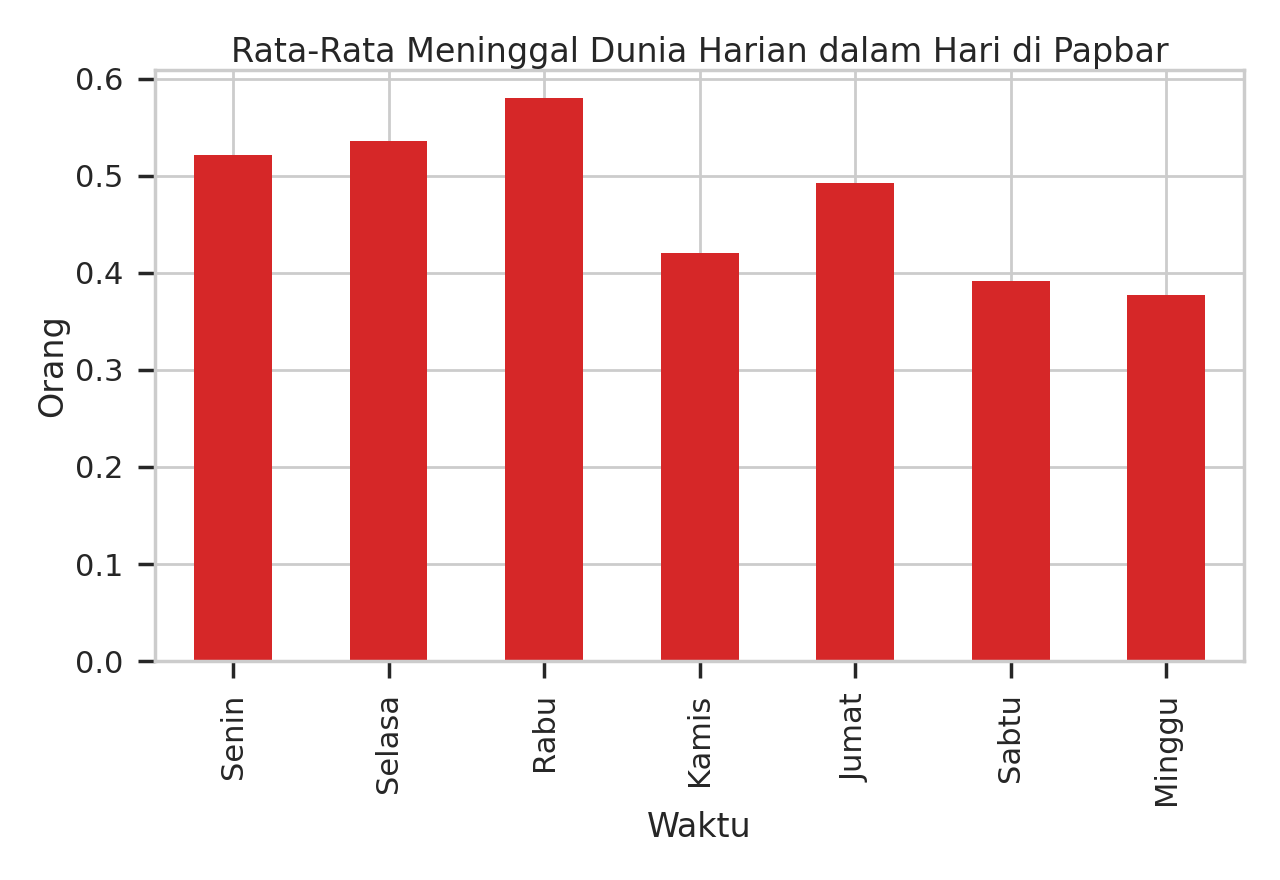 Rata-Rata Meninggal Dunia Harian dalam Hari di Papbar
0.6
0.5
0.4
0.3
0.2
0.1
0.0
Orang
Senin
Selasa
Rabu
Kamis
Jumat
Sabtu
Minggu
Waktu